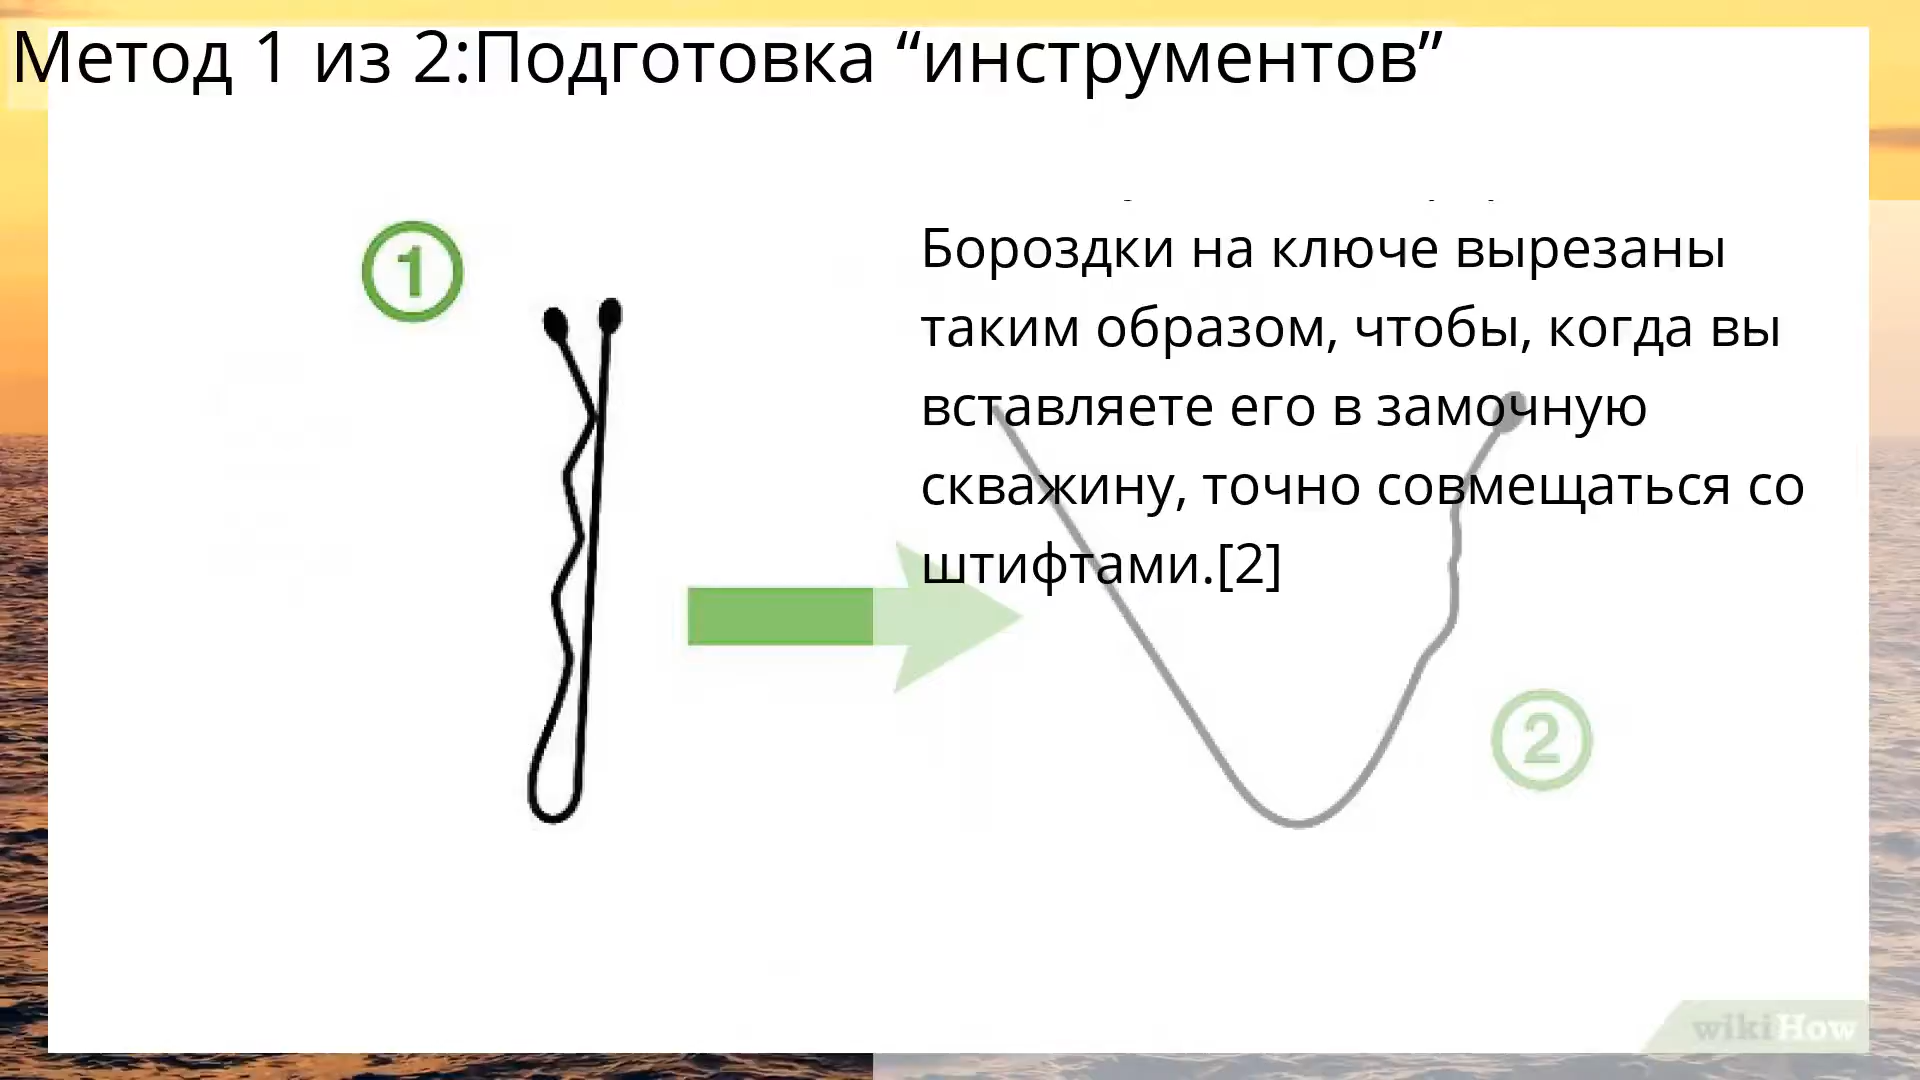 Метод 1 из 2:Подготовка “инструментов”
1
Бороздки на ключе вырезаны
таким образом, чтобы, когда вы
вставляете его в замочную
скважину, точно совмещаться со
штифтами.[2]
2
wikiHow